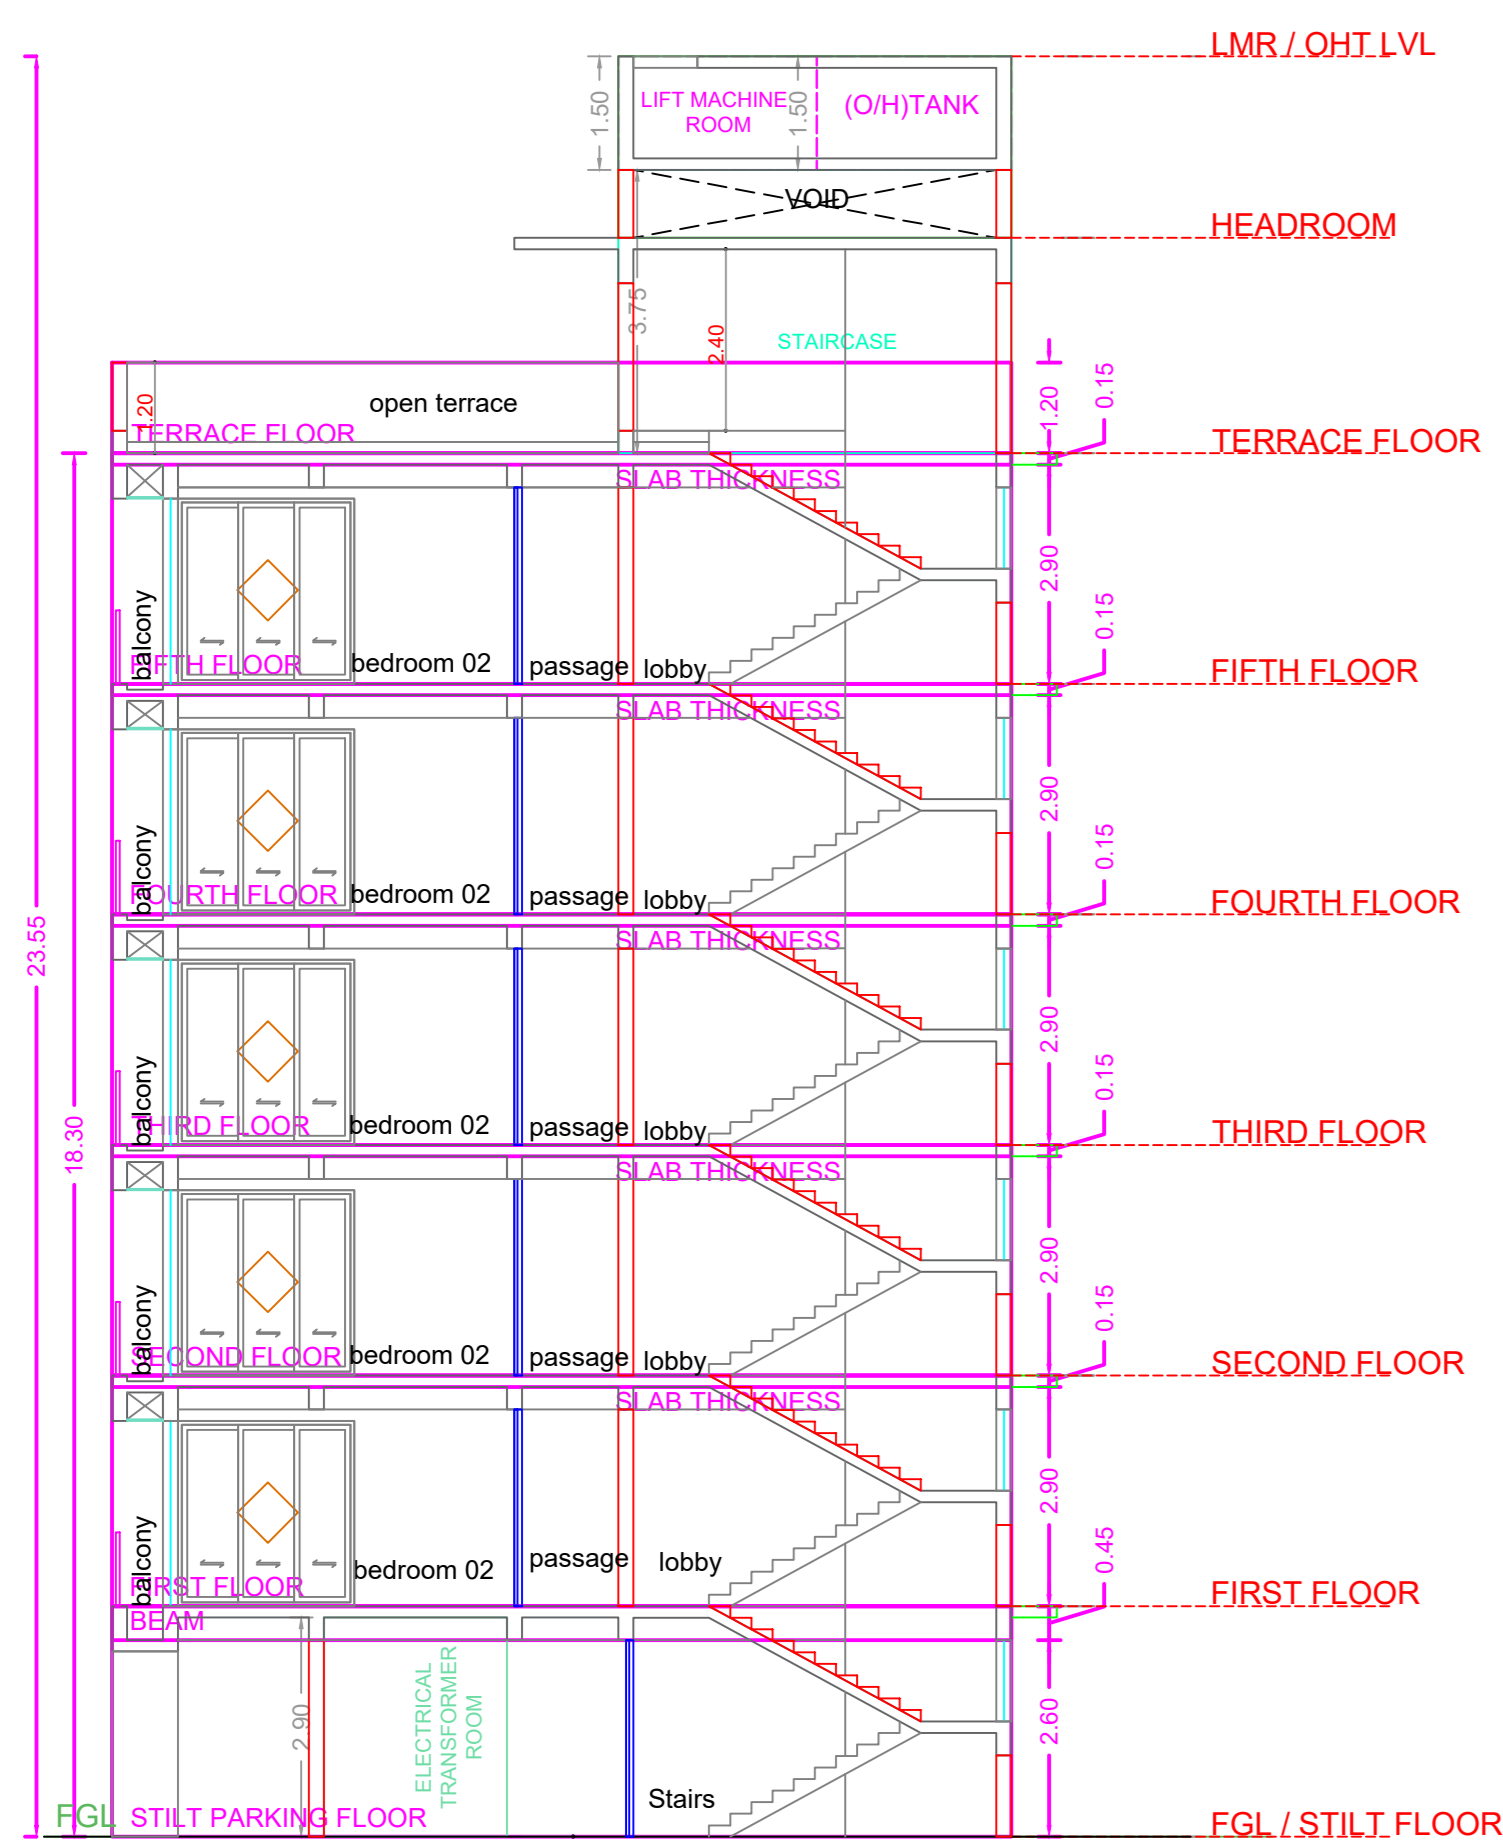 LMR / OHT LVL
1.50
LIFT MACHINE
ROOM
1.50
(O/H)TANK
VOID
HEADROOM
3.75
2.40
STAIRCASE
1.20
open terrace
TERRACE FLOOR
1.20
0.15
TERRACE FLOOR
SLAB THICKNESS
2.90
0.15
balcony
FIFTH FLOOR
bedroom 02
passage
lobby
FIFTH FLOOR
SLAB THICKNESS
2.90
0.15
balcony
FOURTH FLOOR
bedroom 02
passage
lobby
FOURTH FLOOR
23.55
SLAB THICKNESS
2.90
0.15
balcony
THIRD FLOOR
bedroom 02
passage
lobby
THIRD FLOOR
18.30
SLAB THICKNESS
2.90
0.15
balcony
SECOND FLOOR
bedroom 02
passage
lobby
SECOND FLOOR
SLAB THICKNESS
2.90
0.45
balcony
FIRST FLOOR
bedroom 02
passage
lobby
FIRST FLOOR
BEAM
2.90
ELECTRICAL
TRANSFORMER
ROOM
2.60
Stairs
FGL
STILT PARKING FLOOR
FGL / STILT FLOOR